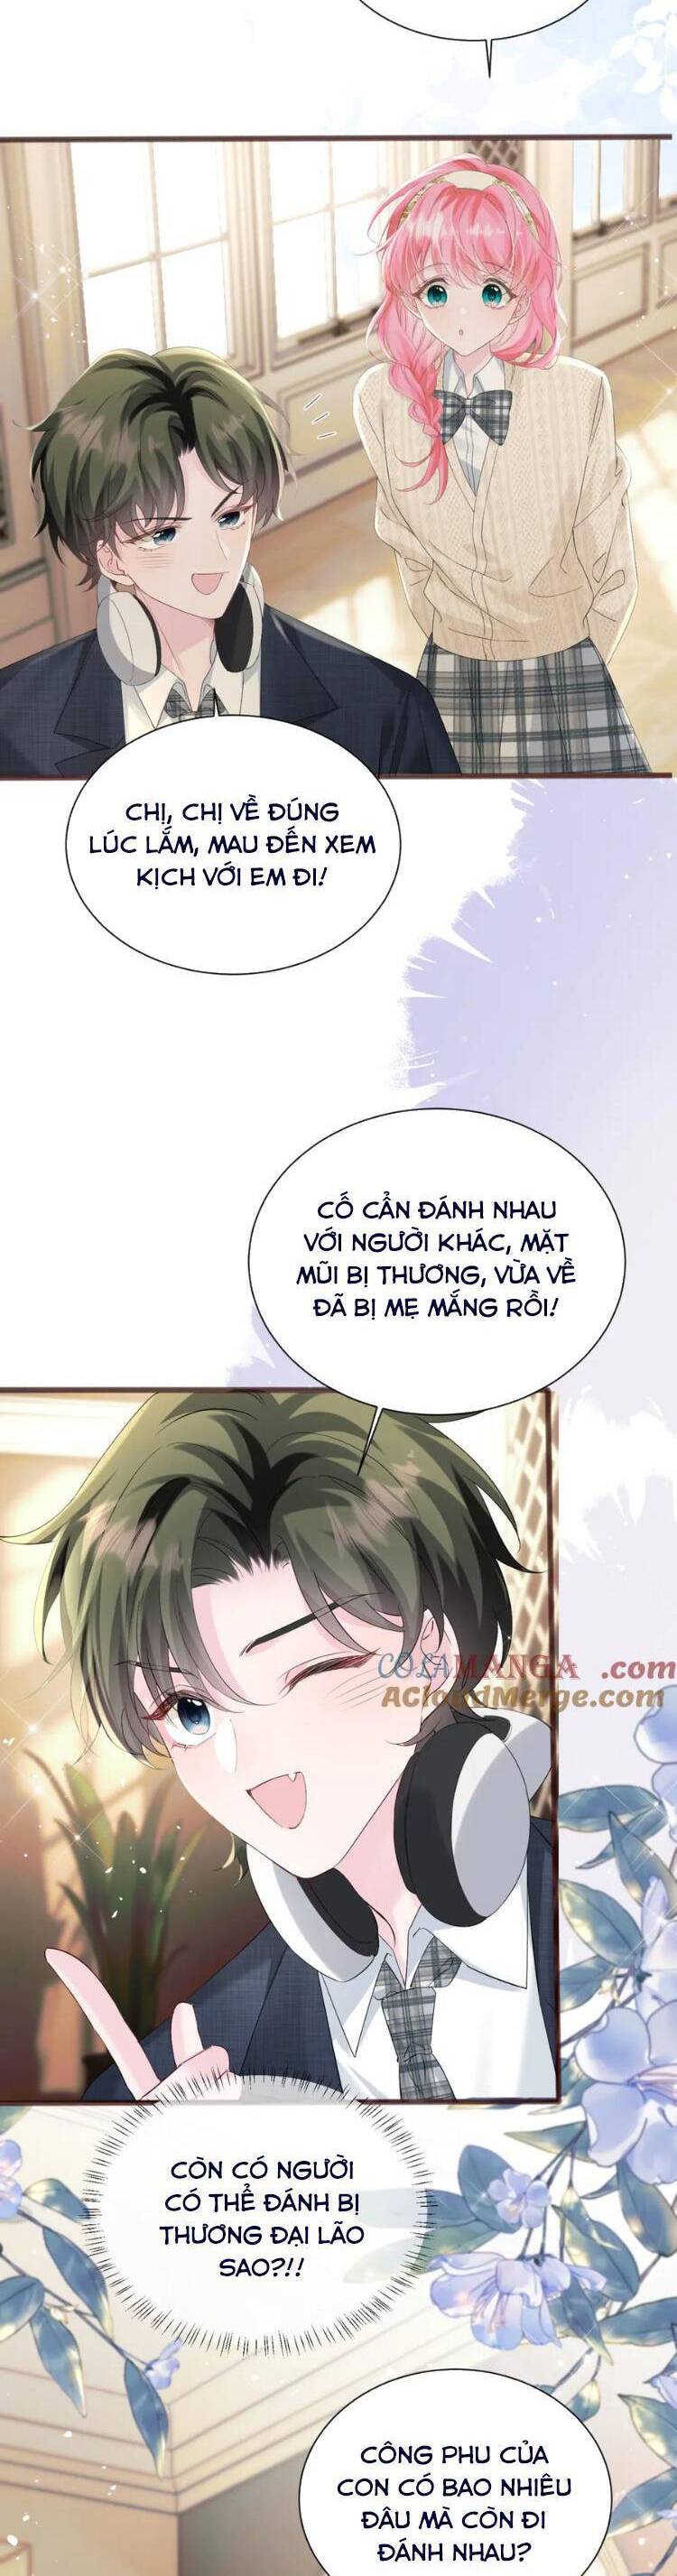 CHỊ, CHỊ VỀ ĐÚNG
LÚC LẮM, MAU ĐẾN XEM
KỊCH VỚI EM ĐI!
CỐ CẨN ĐÁNH NHAU
VỚI NGƯỜI KHÁC, MẶT
MŨI BỊ THƯƠNG, VỪA VỀ
ĐÃ BỊ MẸ MẮNG RỒI!
COLAMANGA.com
AcloudMerge.com
CÒN CÓ NGƯỜI
CÓ THỂ ĐÁNH BỊ
THƯƠNG ĐẠI LÃO
SAO?!!
CÔNG PHU CỦA
CON CÓ BAO NHIÊU
ĐÂU MÀ CÒN ĐI
ĐÁNH NHAU?